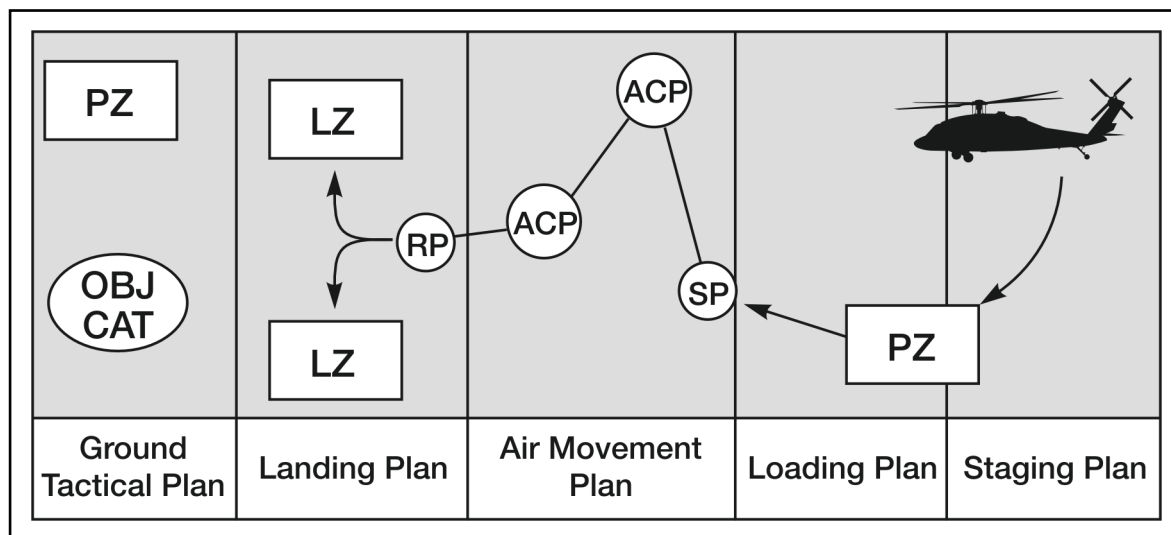 PZ
OBJ
CAT
LZ
LZ
RP
ACP
ACP
SP
PZ
Ground
Tactical Plan
Landing Plan
Air Movement
Plan
Loading Plan
Staging Plan